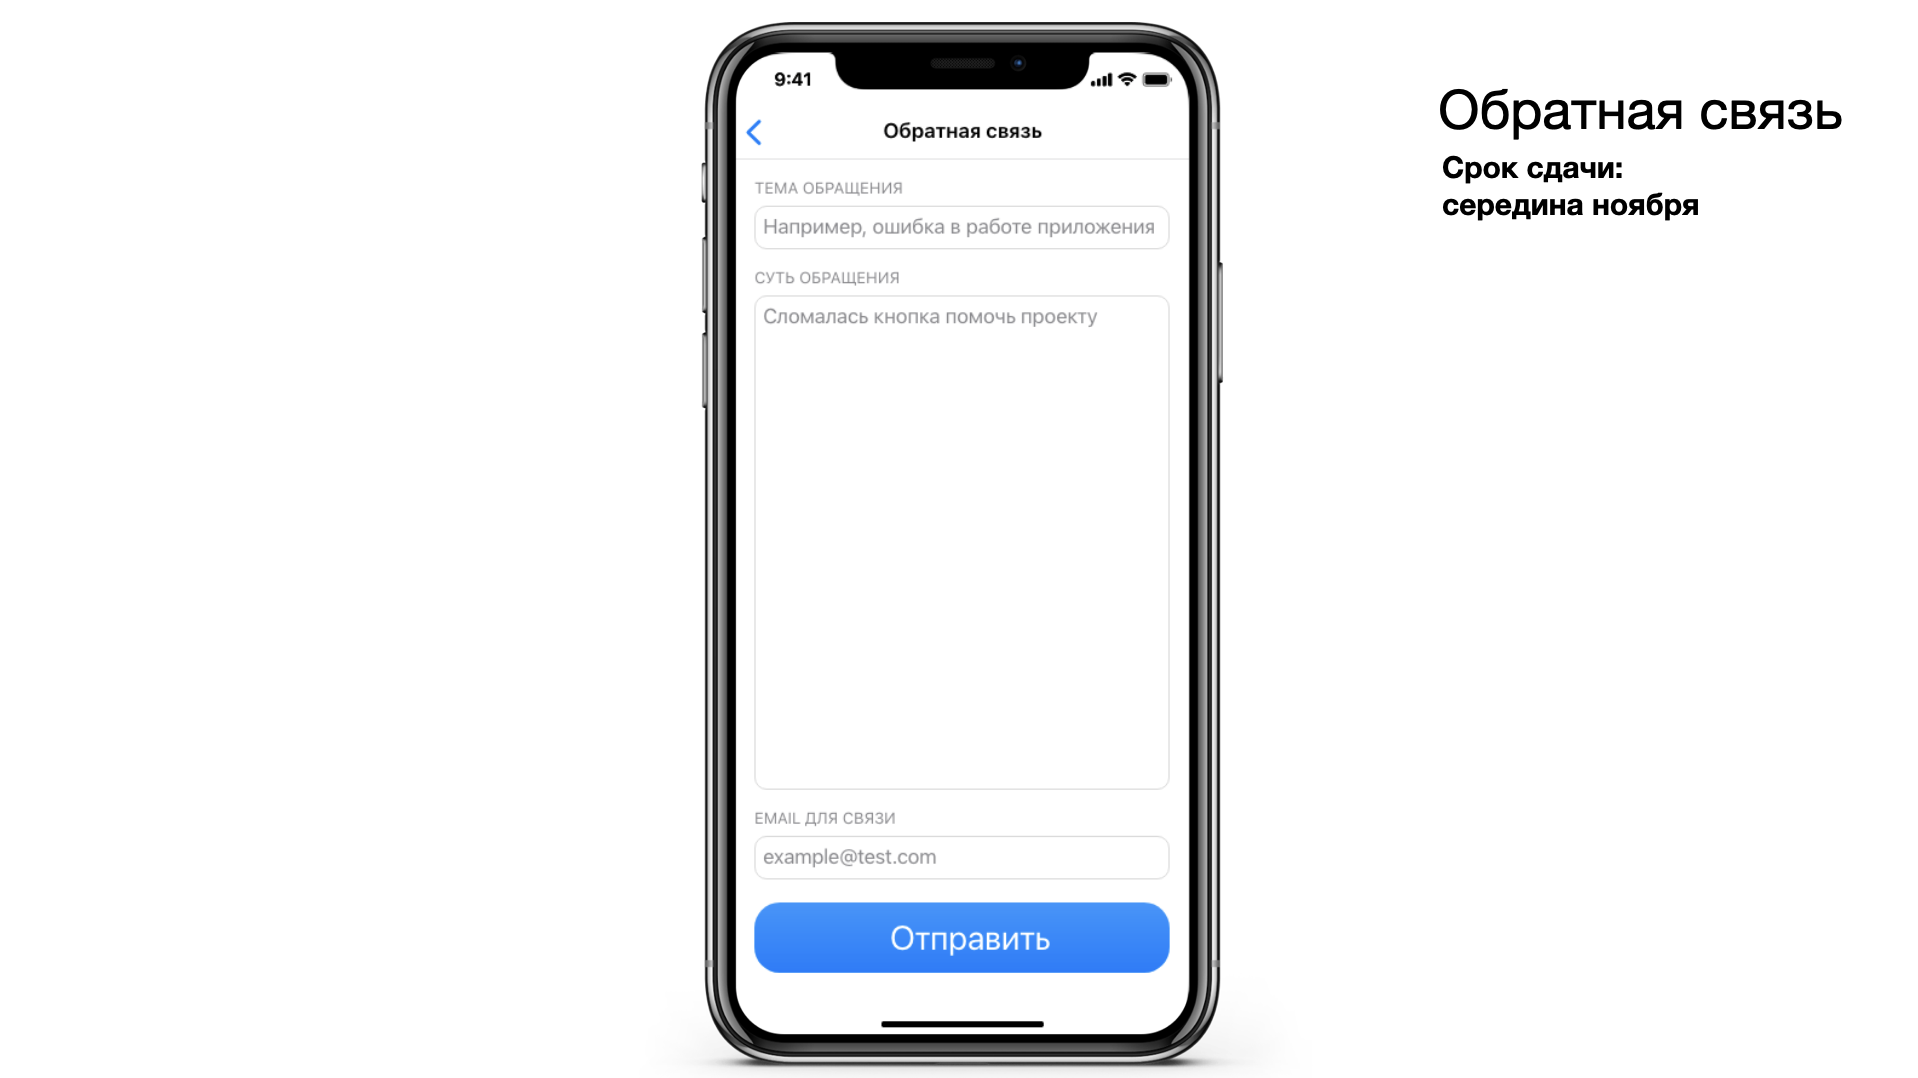 9:41
Обратная связь
ТЕМА ОБРАЩЕНИЯ
Например, ошибка в работе приложения
СУТЬ ОБРАЩЕНИЯ
Сломалась кнопка помочь проекту
EMAIL ДЛЯ СВЯЗИ
example@test.com
Отправить
Обратная связь
Срок сдачи:
середина ноября